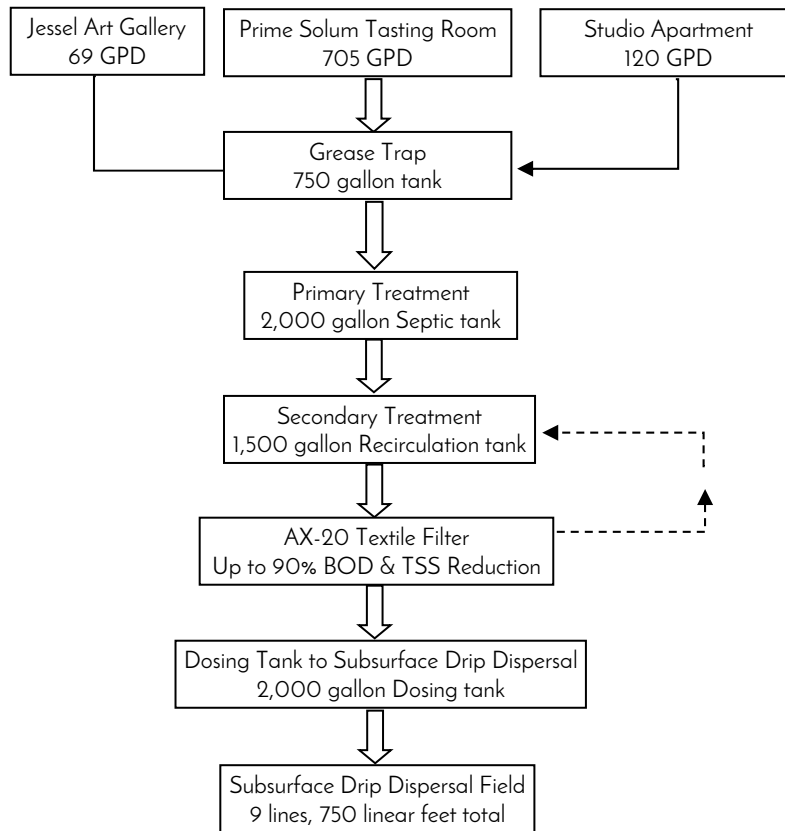 Jessel Art Gallery
69 GPD
Prime Solum Tasting Room
705 GPD
Studio Apartment
120 GPD
Grease Trap
750 gallon tank
Primary Treatment
2,000 gallon Septic tank
Secondary Treatment
1,500 gallon Recirculation tank
AX-20 Textile Filter
Up to 90% BOD & TSS Reduction
Dosing Tank to Subsurface Drip Dispersal
2,000 gallon Dosing tank
Subsurface Drip Dispersal Field
9 lines, 750 linear feet total